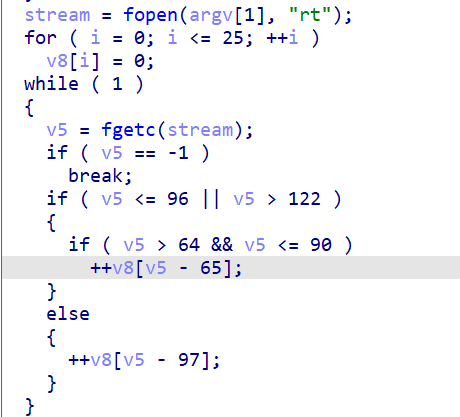 stream = fopen(argv[1], "rt");
for ( i = 0; i <= 25; ++i )
v8[i] = 0;
while ( 1 )
{
v5 = fgetc(stream);
if ( v5 == -1 )
break;
if ( v5 <= 96 || v5 > 122 )
{
if ( v5 > 64 && v5 <= 90 )
++v8[v5 - 65];
}
else
{
++v8[v5 - 97];
}
}